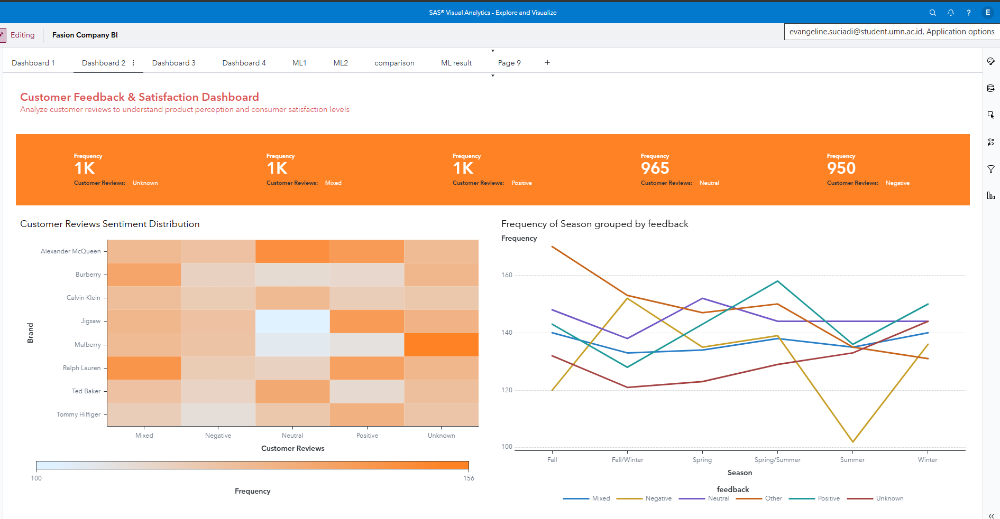 SAS® Visual Analytics - Explore and Visualize
E
evangeline.suciadi@student.umn.ac.id, Application options
Editing
Fasion Company BI
Dashboard 1
Dashboard 2
Dashboard 3
Dashboard 4
ML1
ML2
comparison
ML result
Page 9
+
Customer Feedback & Satisfaction Dashboard
Analyze customer reviews to understand product perception and consumer satisfaction levels
Frequency
1K
Customer Reviews: Unknown
Frequency
1K
Customer Reviews: Mixed
Frequency
1K
Customer Reviews: Positive
Frequency
965
Customer Reviews: Neutral
Frequency
950
Customer Reviews: Negative
Customer Reviews Sentiment Distribution
Brand
Alexander McQueen
Burberry
Calvin Klein
Jigsaw
Mulberry
Ralph Lauren
Ted Baker
Tommy Hilfiger
Mixed
Negative
Neutral
Positive
Unknown
Customer Reviews
100
156
Frequency
Frequency of Season grouped by feedback
Frequency
160
140
120
100
Fall
Fall/Winter
Spring
Spring/Summer
Summer
Winter
Season
feedback
Mixed
Negative
Neutral
Other
Positive
Unknown